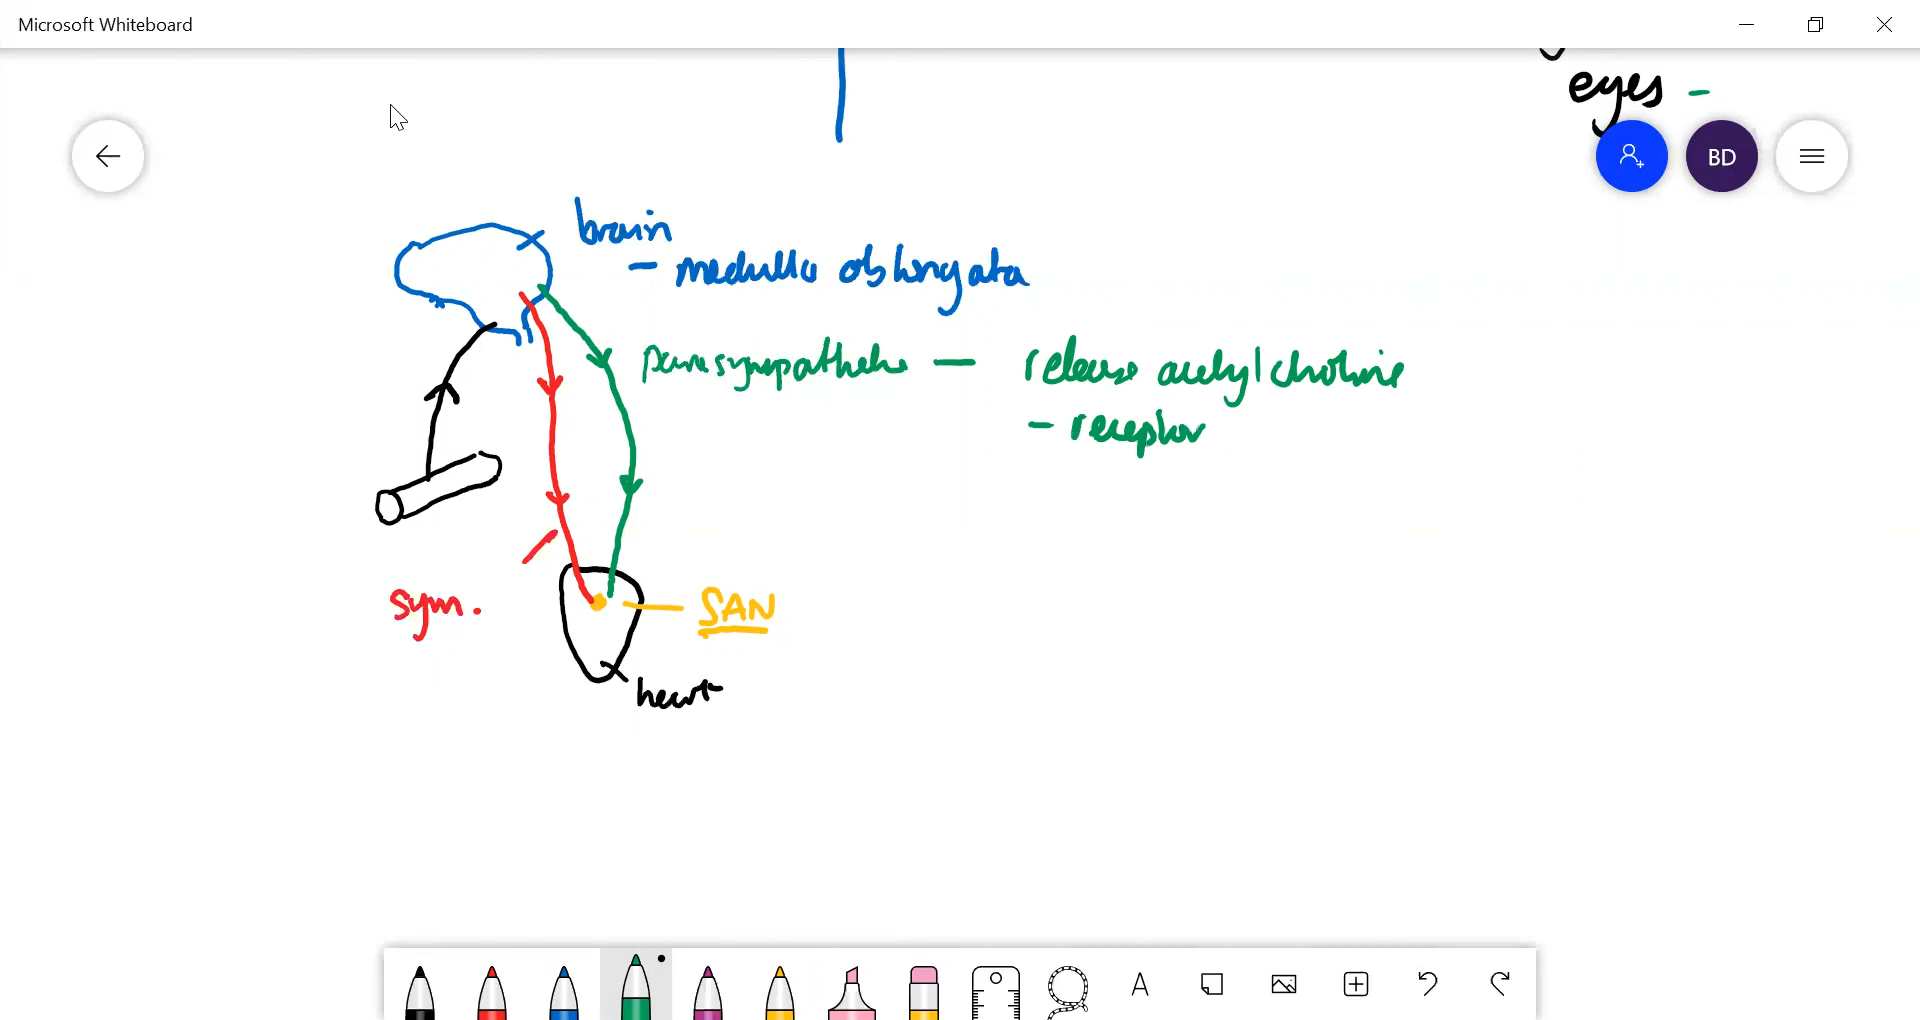 Microsoft Whiteboard
eyes -
BD
brain
- medulla oblongata
parasympathetic — release acetylcholine
- receptor
sym.
SAN
heart
A